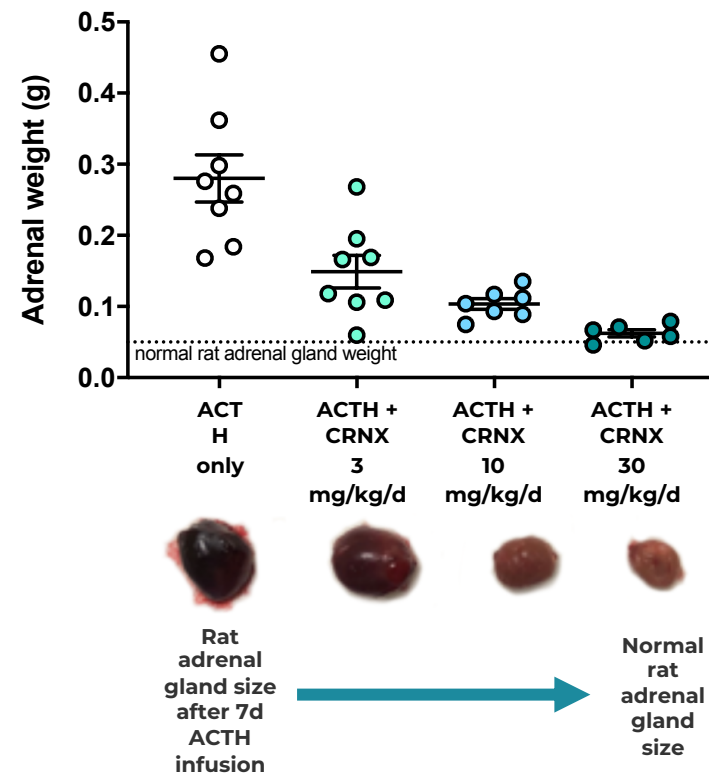 Adrenal weight (g)
0.5
0.4
0.3
0.2
0.1
0.0
normal rat adrenal gland weight
ACT
H
only
ACTH +
CRNX
3
mg/kg/d
ACTH +
CRNX
10
mg/kg/d
ACTH +
CRNX
30
mg/kg/d
Rat
adrenal
gland size
after 7d
ACTH
infusion
Normal
rat
adrenal
gland
size